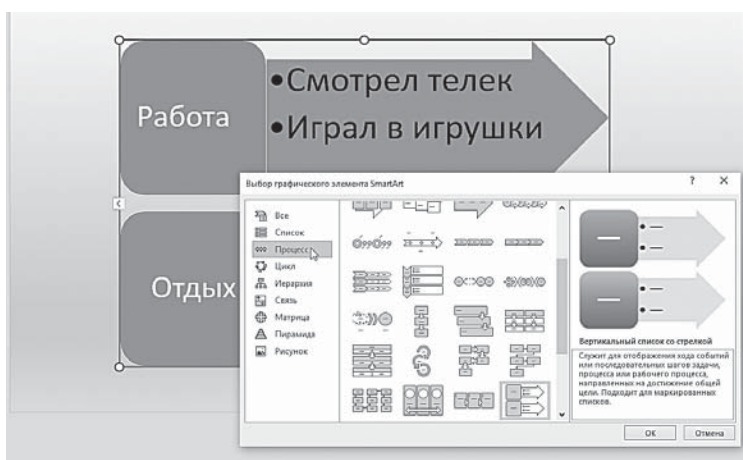 Работа
•Смотрел телек
•Играл в игрушки
Отдых
Выбор графического элемента SmartArt
? ×
Все
Список
Процесс
Цикл
Иерархия
Связь
Матрица
Пирамида
Рисунок
Вертикальный список со стрелкой
Служит для отображения хода событий
или последовательных шагов задачи,
процесса или рабочего процесса,
направленных на достижение общей
цели. Подходит для маркированных
списков.
ОК
Отмена